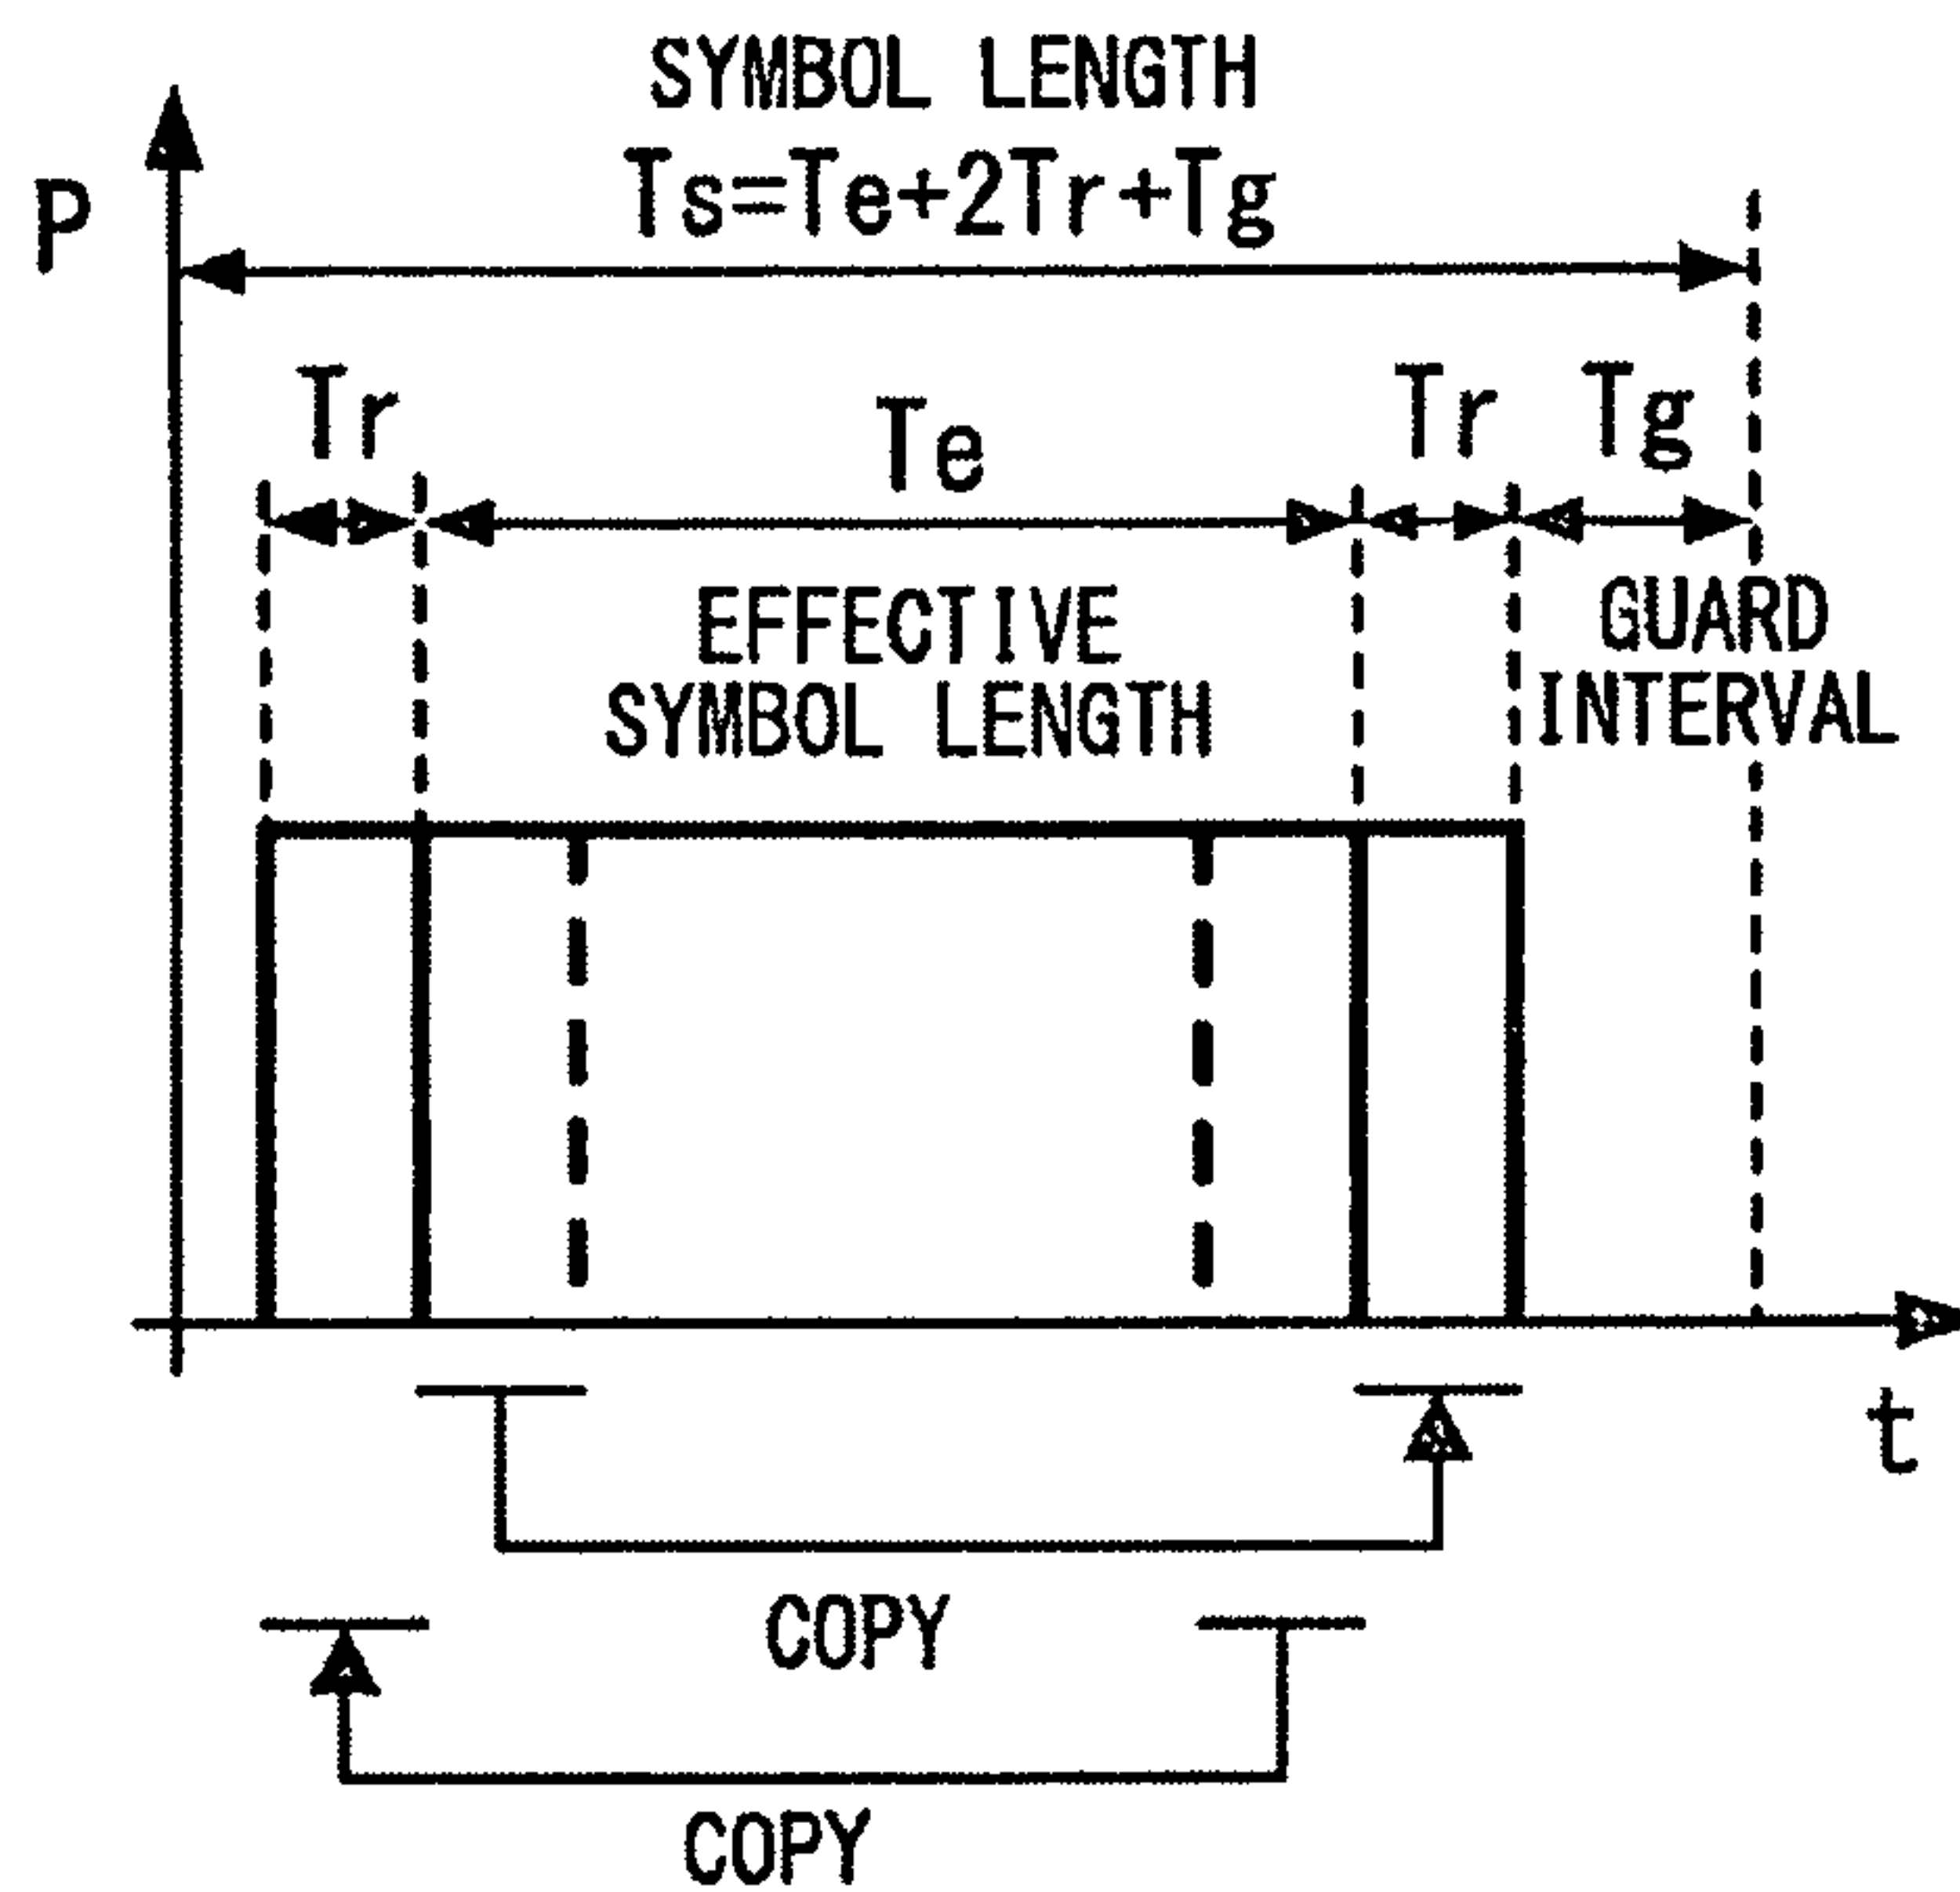 SYMBOL LENGTH
Ts=Te+2Tr+Tg
P
Tr
Te
Tr
Tg
EFFECTIVE
SYMBOL LENGTH
GUARD
INTERVAL
t
COPY
COPY